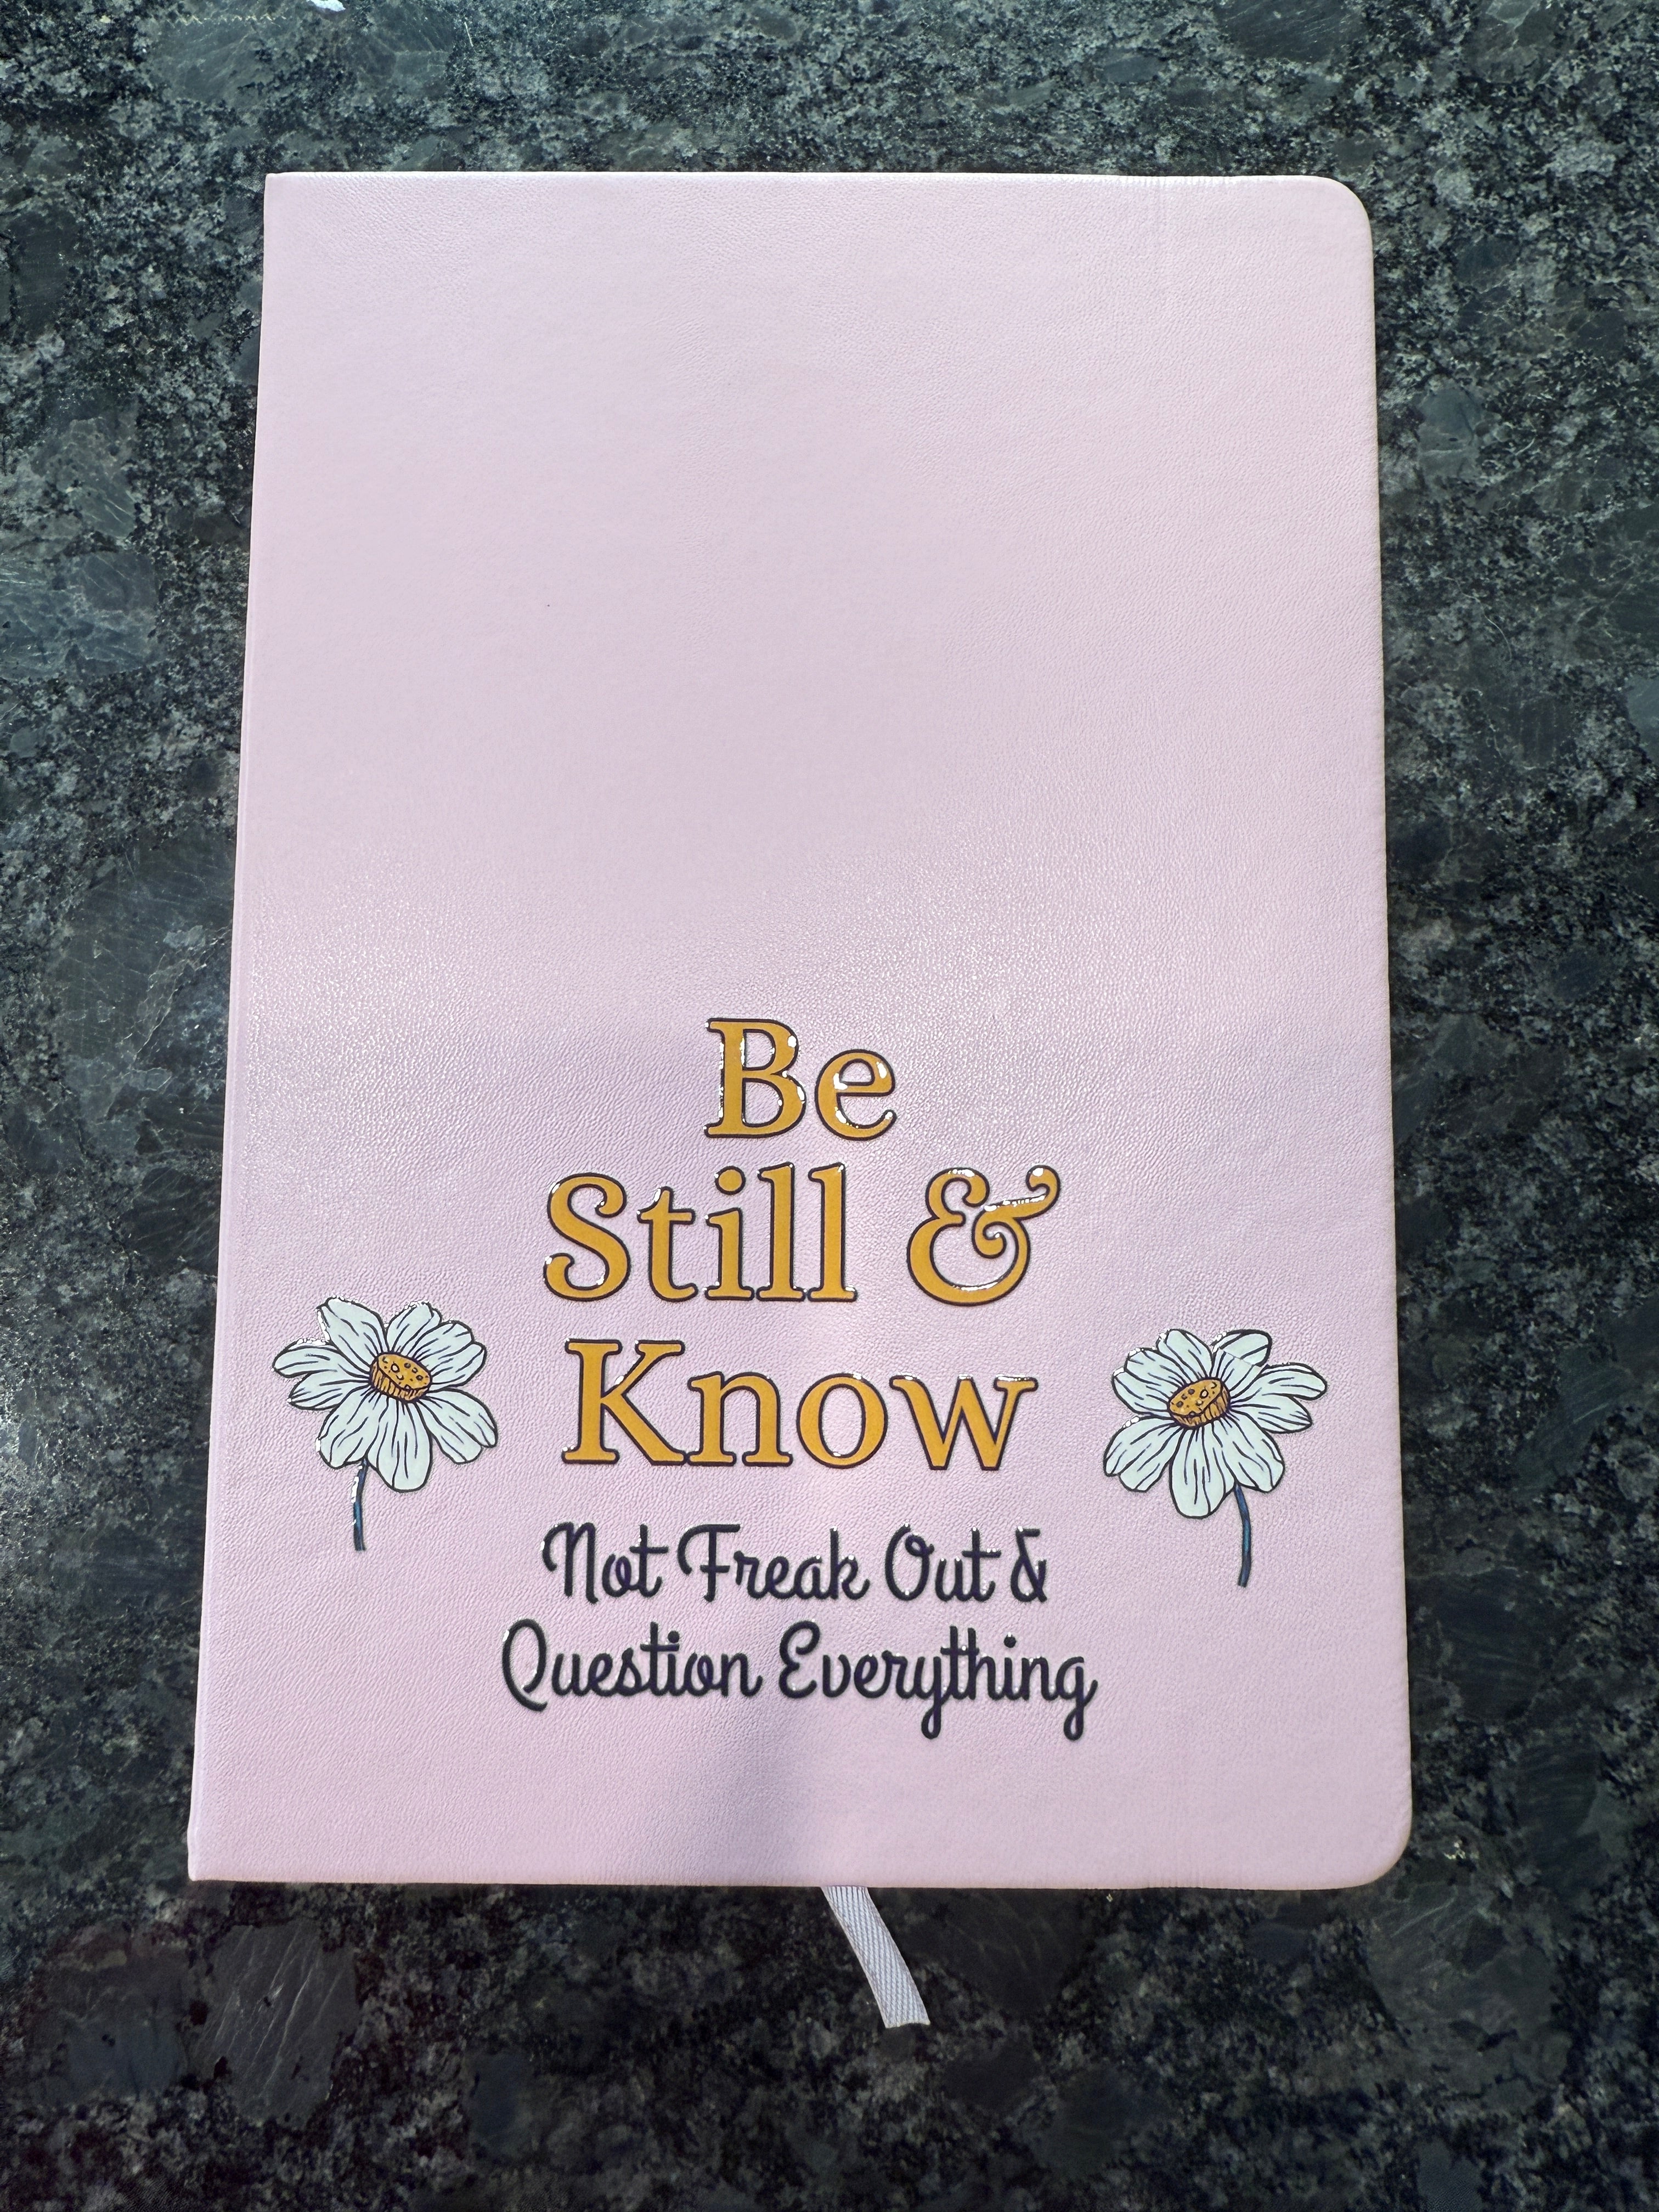 Be
Still &
Know
Not Freak Out &
Question Everything